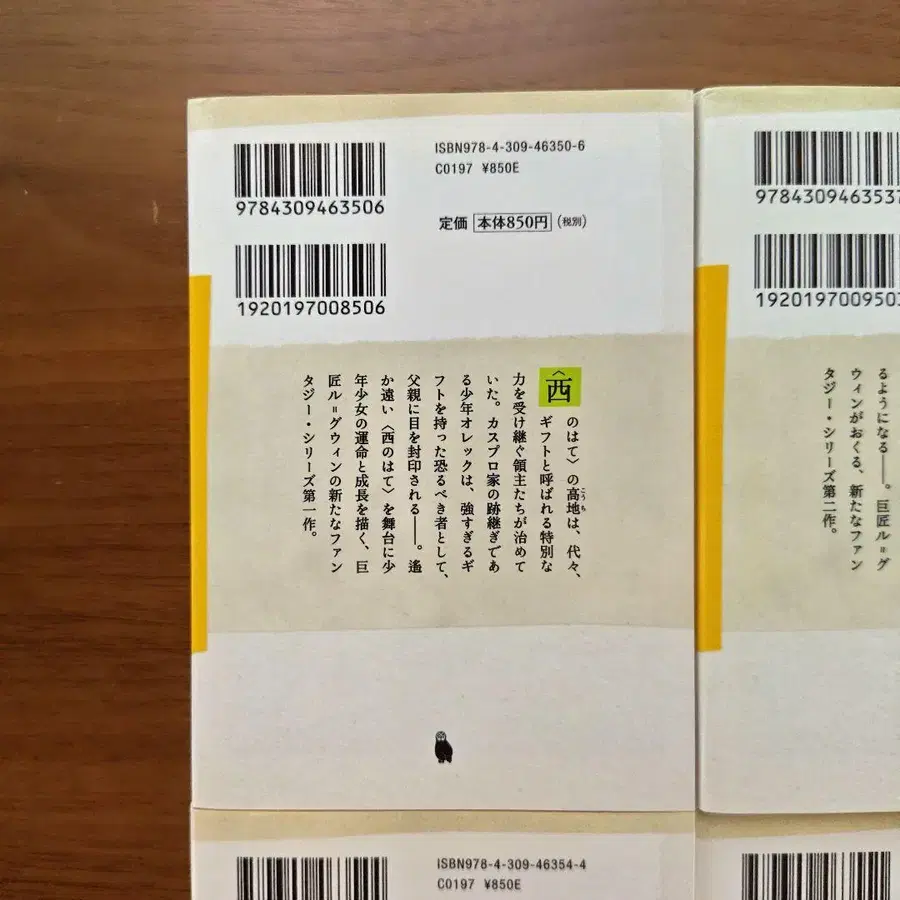 ISBN978-4-309-46350-6
C0197 ¥850E
9784309463506
定価 本体850円（税別）
1920197008506
〈西のはて〉の高地は、代々、
こうち
ギフトと呼ばれる特別な
力を受け継ぐ領主たちが治めて
いた。カスプロ家の跡継ぎであ
る少年オレックは、強すぎるギ
フトを持った恐るべき者として、
父親に目を封印される――。遙
か遠い〈西のはて〉を舞台に少
年少女の運命と成長を描く、巨
匠ル＝グウィンの新たなファン
タジー・シリーズ第一作。
978430946353
192019700950
るようになる――。巨匠ル＝グ
ウィンがおくる、新たなファン
タジー・シリーズ第二作。
ISBN978-4-309-46354-4
C0197 ¥850E